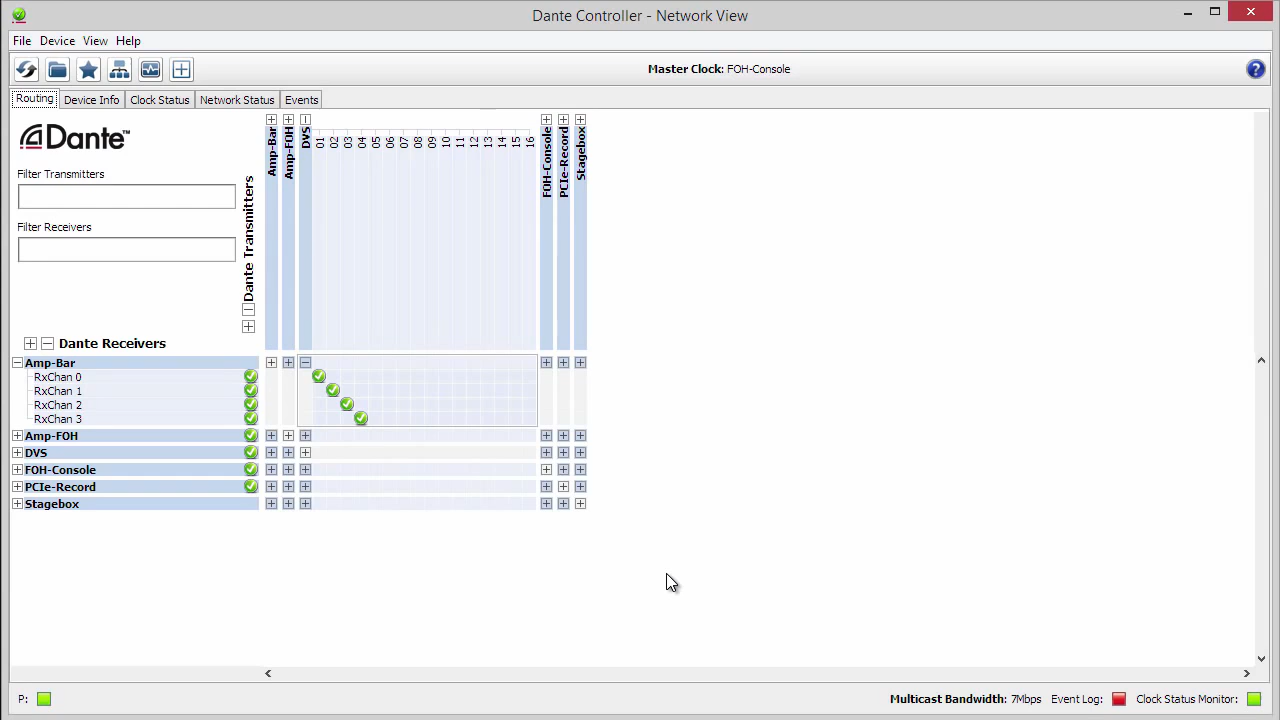 Dante Controller - Network View
File Device View Help
Master Clock: FOH-Console
Routing Device Info Clock Status Network Status Events
Dante™
Filter Transmitters
Filter Receivers
Dante Transmitters
Amp-Bar
Amp-FOH
DVS
01 02 03 04 05 06 07 08 09 10 11 12 13 14 15 16
FOH-Console
PCIe-Record
Stagebox
Dante Receivers
Amp-Bar
RxChan 0
RxChan 1
RxChan 2
RxChan 3
Amp-FOH
DVS
FOH-Console
PCIe-Record
Stagebox
P: Multicast Bandwidth: 7Mbps Event Log: Clock Status Monitor: